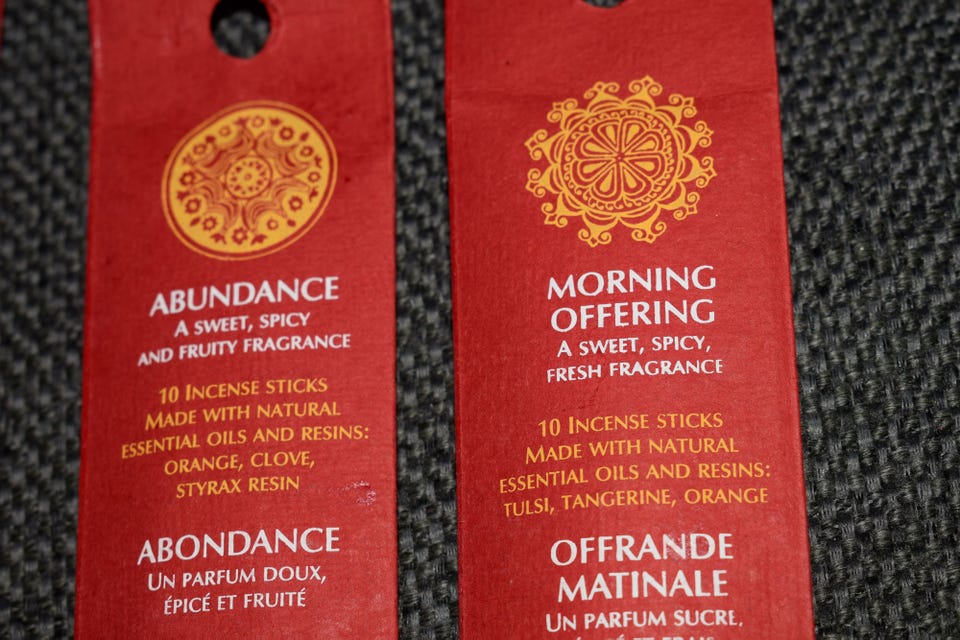 ABUNDANCE
A SWEET, SPICY
AND FRUITY FRAGRANCE
10 INCENSE STICKS
MADE WITH NATURAL
ESSENTIAL OILS AND RESINS:
ORANGE, CLOVE,
STYRAX RESIN
ABONDANCE
UN PARFUM DOUX,
ÉPICÉ ET FRUITÉ
MORNING
OFFERING
A SWEET, SPICY,
FRESH FRAGRANCE
10 INCENSE STICKS
MADE WITH NATURAL
ESSENTIAL OILS AND RESINS:
TULSI, TANGERINE, ORANGE
OFFRANDE
MATINALE
UN PARFUM SUCRE,
ET FRAIS